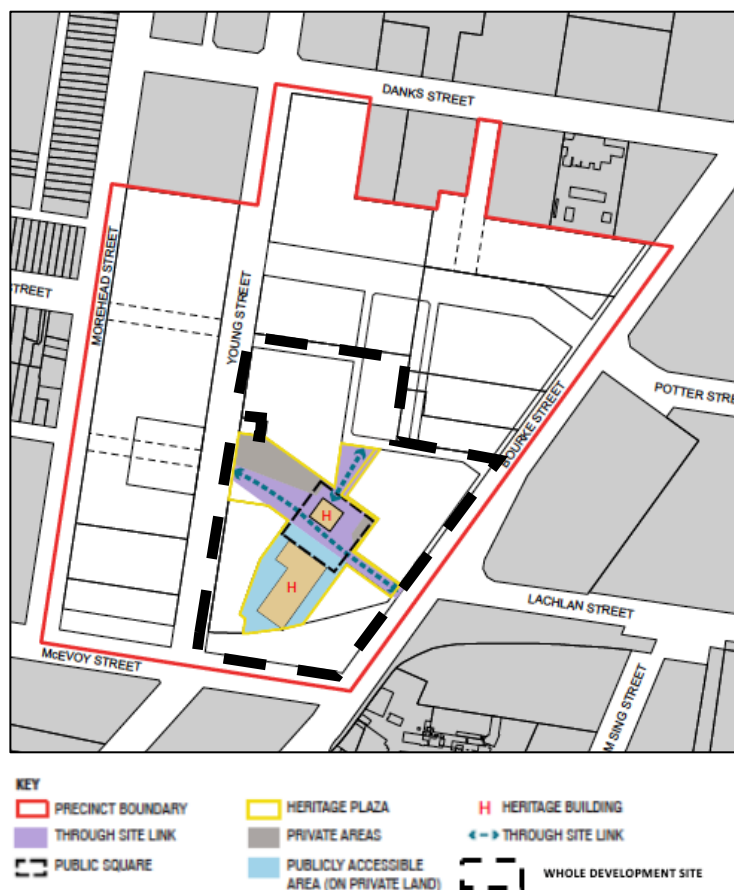 DANKS STREET
MOREHEAD STREET
STREET
YOUNG STREET
BOURKE STREET
POTTER STRE
LACHLAN STREET
McEVOY STREET
M SING STREET
H
H
KEY
PRECINCT BOUNDARY
HERITAGE PLAZA
H HERITAGE BUILDING
THROUGH SITE LINK
PRIVATE AREAS
THROUGH SITE LINK
PUBLIC SQUARE
PUBLICLY ACCESSIBLE
AREA (ON PRIVATE LAND)
WHOLE DEVELOPMENT SITE